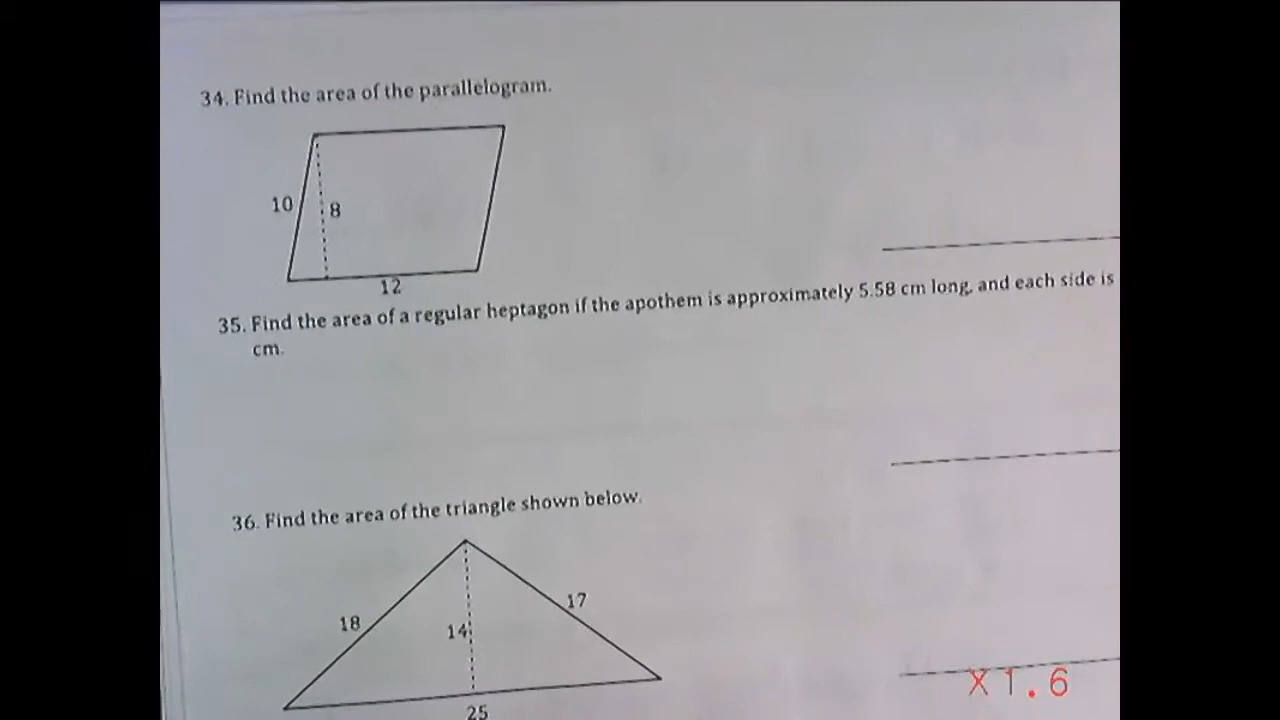 34. Find the area of the parallelogram.
10
8
12
35. Find the area of a regular heptagon if the apothem is approximately 5.58 cm long, and each side is
cm.
36. Find the area of the triangle shown below.
18
14
17
25
X1.6